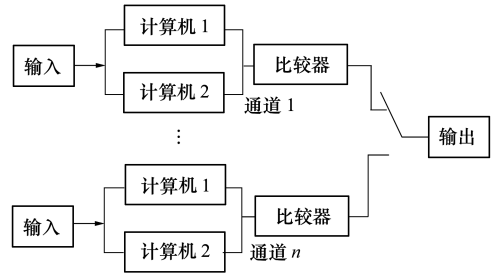 计算机 1
输入
比较器
计算机 2
通道 1
输出
计算机 1
输入
比较器
计算机 2
通道 n